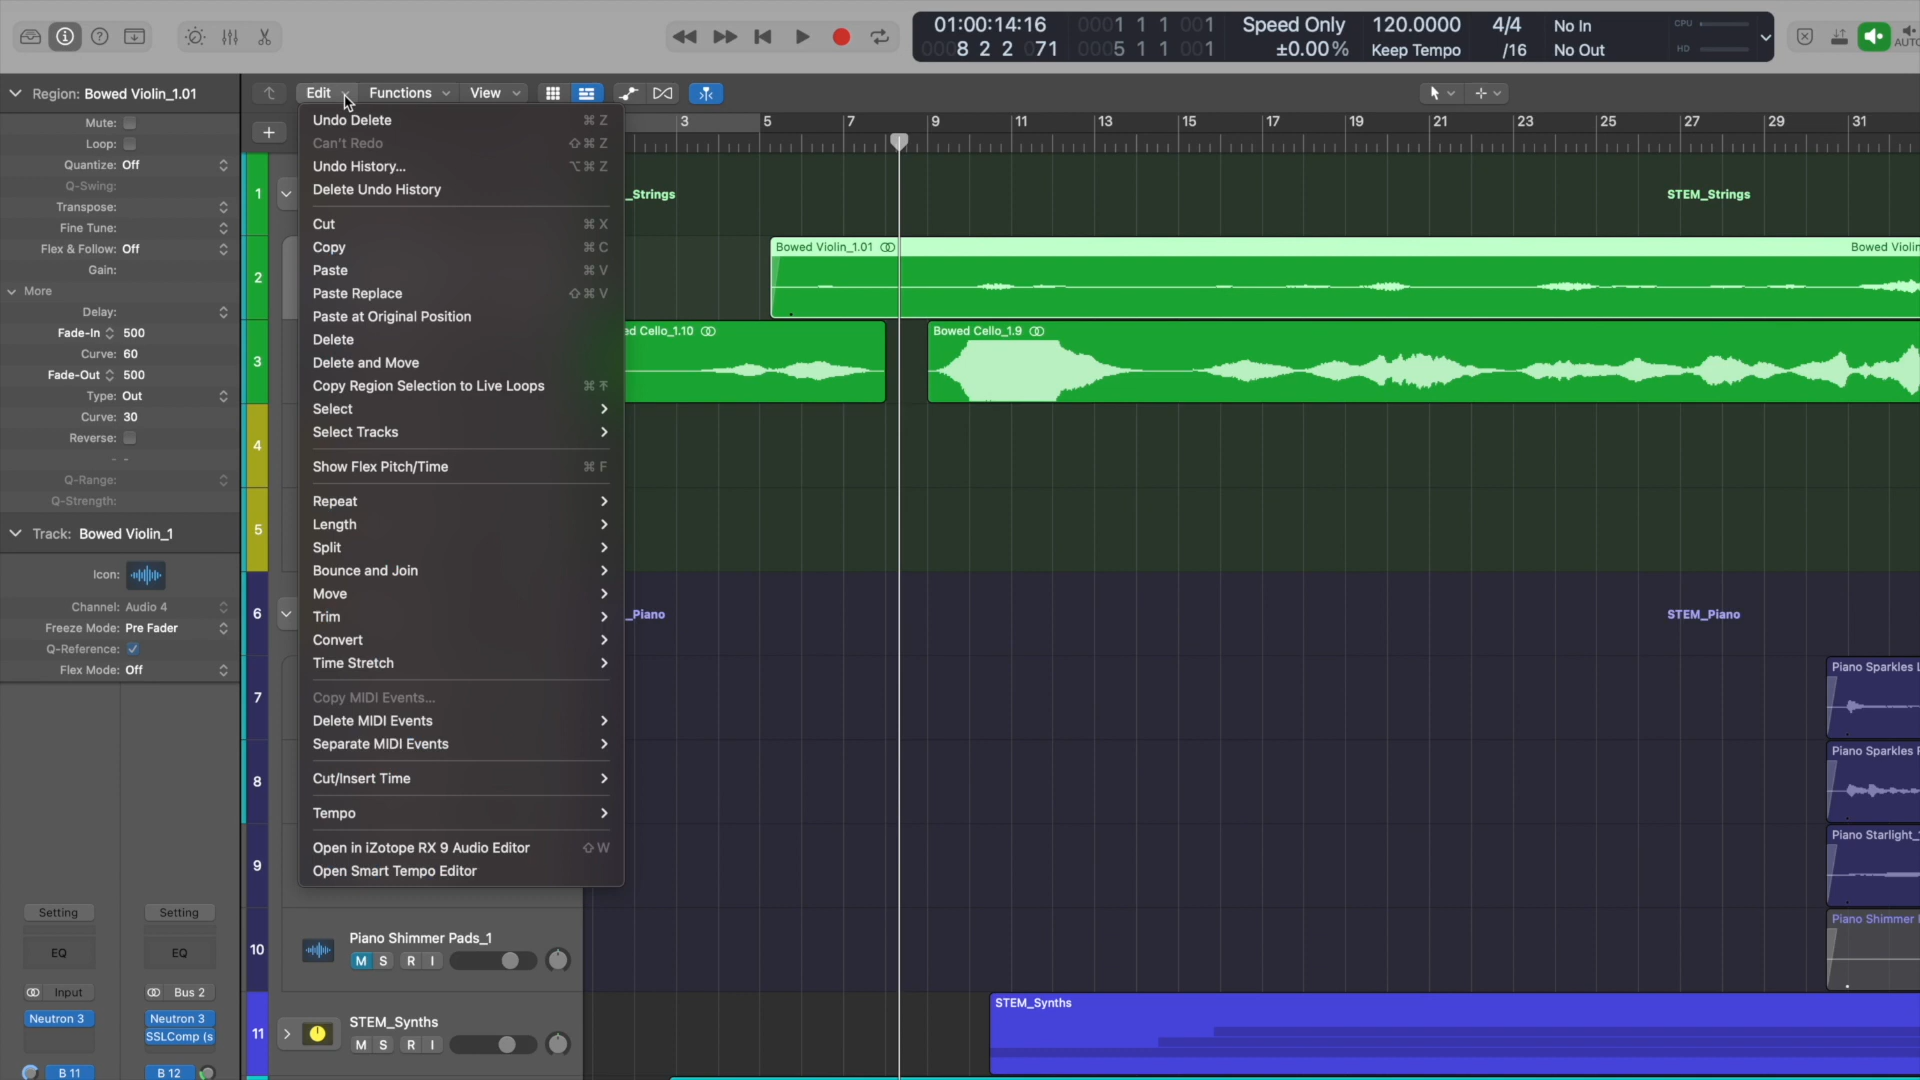 01:00:14:16
0008 2 2 071
0001 1 1 001
0005 1 1 001
Speed Only
±0.00%
120.0000
Keep Tempo
4/4
/16
No In
No Out
CPU
HD
AUTO
Region: Bowed Violin_1.01
Edit
Functions
View
Mute:
Loop:
Quantize: Off
Q-Swing:
Transpose:
Fine Tune:
Flex & Follow: Off
Gain:
More
Delay:
Fade-In 500
Curve: 60
Fade-Out 500
Type: Out
Curve: 30
Reverse:
- -
Q-Range:
Q-Strength:
Track: Bowed Violin_1
Icon:
Channel: Audio 4
Freeze Mode: Pre Fader
Q-Reference:
Flex Mode: Off
Setting
Setting
EQ
EQ
Input
Bus 2
Neutron 3
Neutron 3
SSLComp (s
B 11
B 12
Undo Delete ⌘ Z
Can't Redo ⇧⌘ Z
Undo History... ⌥⌘ Z
Delete Undo History
Cut ⌘ X
Copy ⌘ C
Paste ⌘ V
Paste Replace ⇧⌘ V
Paste at Original Position
Delete
Delete and Move
Copy Region Selection to Live Loops ⌘
Select
Select Tracks
Show Flex Pitch/Time ⌘ F
Repeat
Length
Split
Bounce and Join
Move
Trim
Convert
Time Stretch
Copy MIDI Events...
Delete MIDI Events
Separate MIDI Events
Cut/Insert Time
Tempo
Open in iZotope RX 9 Audio Editor ⇧ W
Open Smart Tempo Editor
3 5 7 9 11 13 15 17 19 21 23 25 27 29 31
1
_Strings
STEM_Strings
2
Bowed Violin_1.01
Bowed Violin
3
ed Cello_1.10
Bowed Cello_1.9
4
5
6
_Piano
STEM_Piano
7
Piano Sparkles L
8
Piano Sparkles R
9
Piano Starlight_1
10
Piano Shimmer Pads_1
M S R I
Piano Shimmer
11
STEM_Synths
M S R I
STEM_Synths